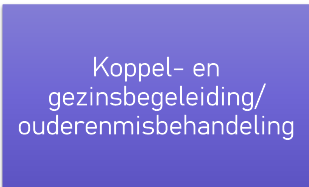 Koppel- en
gezinsbegeleiding/
ouderenmisbehandeling